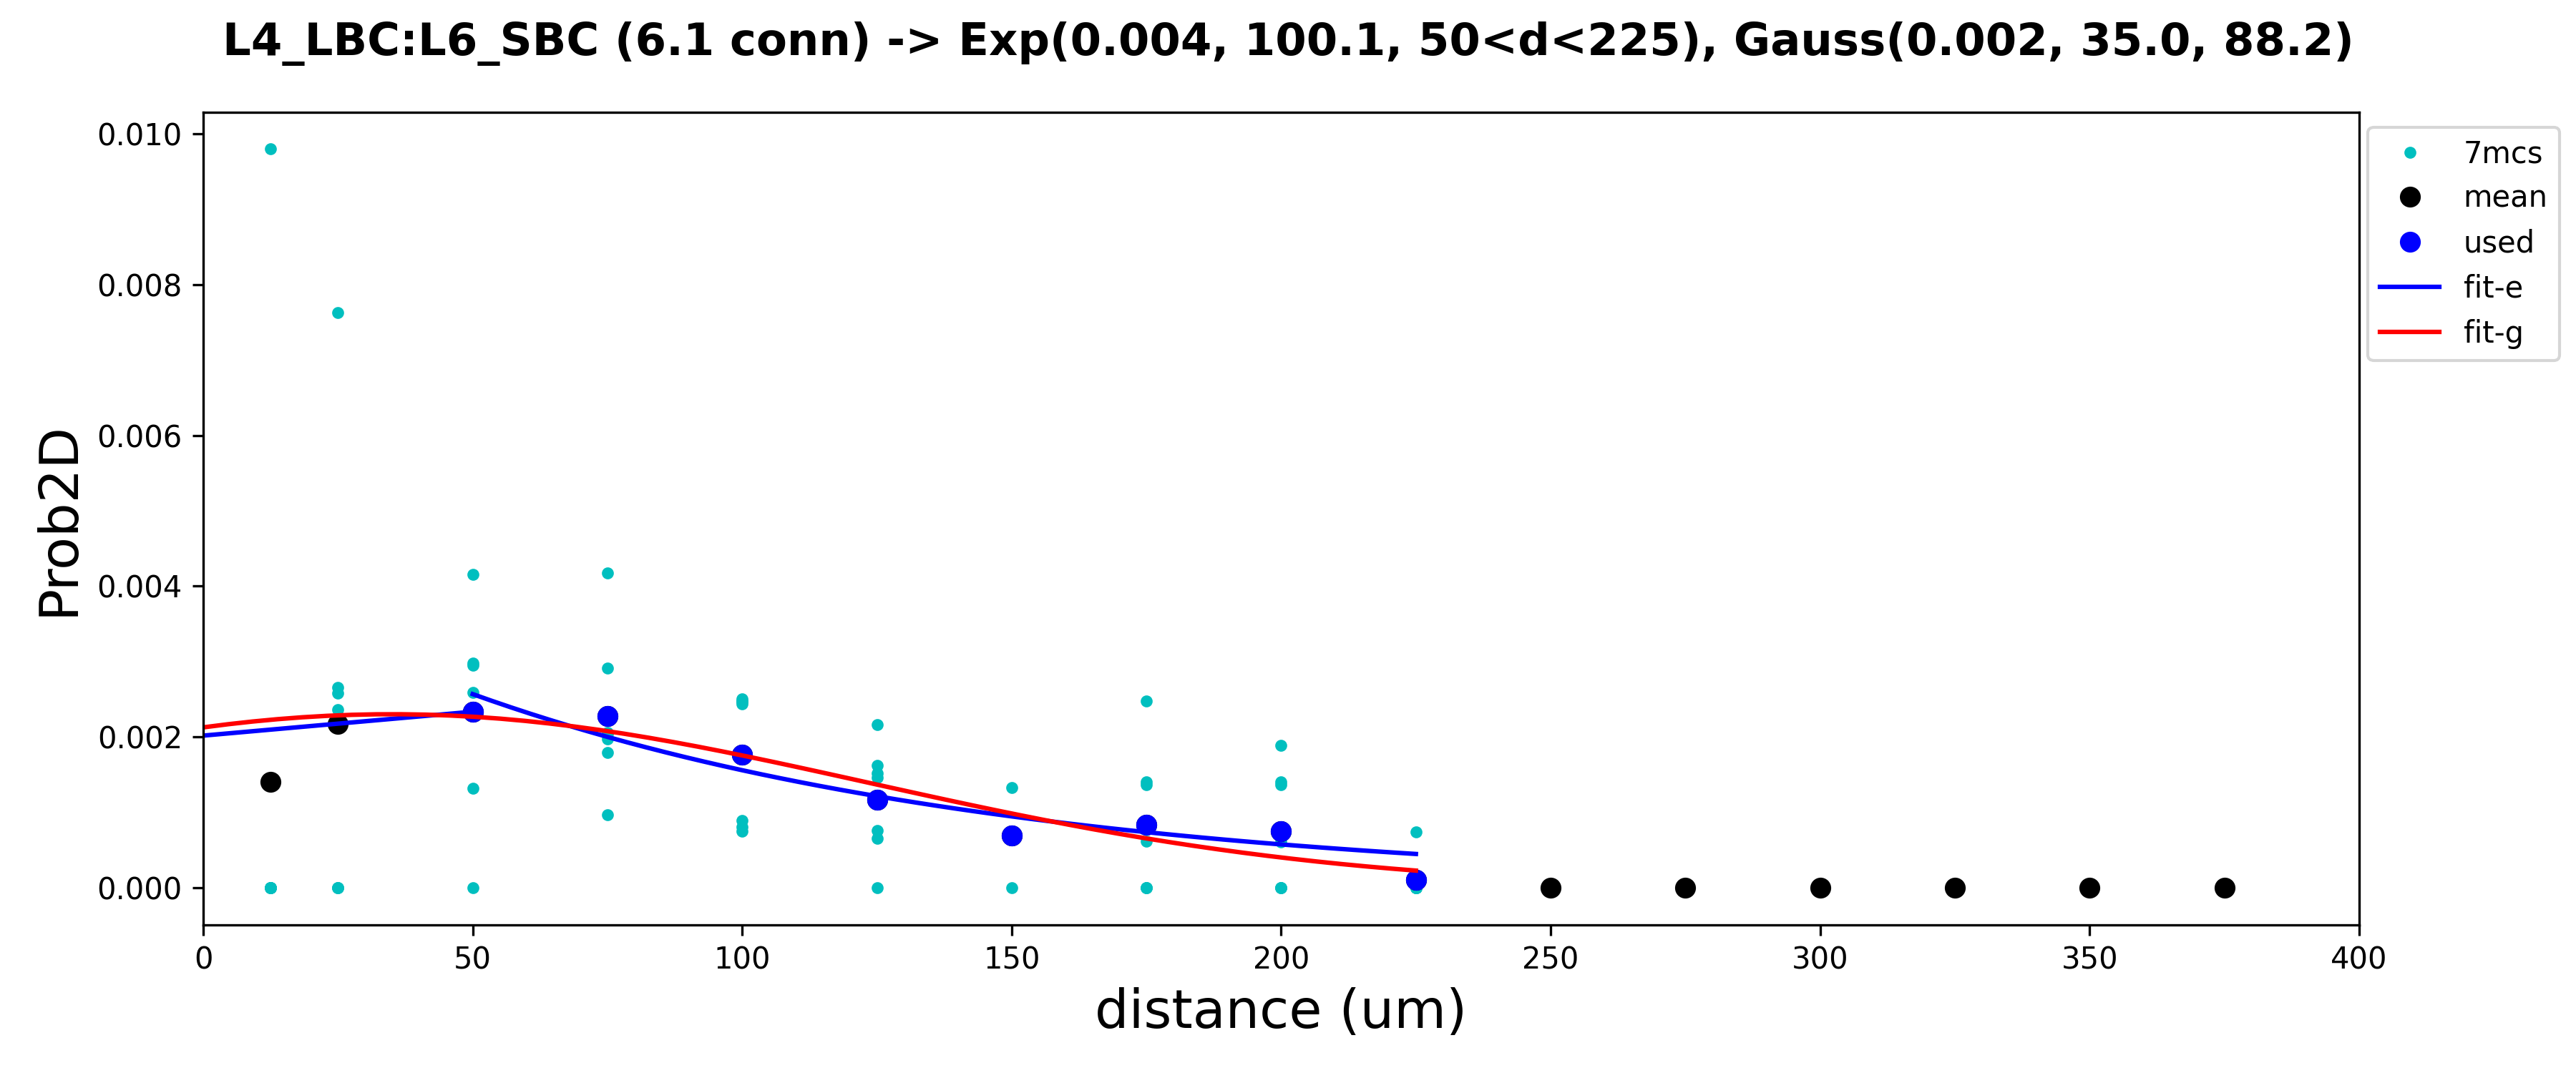 L4_LBC:L6_SBC (6.1 conn) -> Exp(0.004, 100.1, 50<d<225), Gauss(0.002, 35.0, 88.2)
0.010
0.008
0.006
0.004
0.002
0.000
Prob2D
0 50 100 150 200 250 300 350 400
distance (um)
7mcs
mean
used
fit-e
fit-g